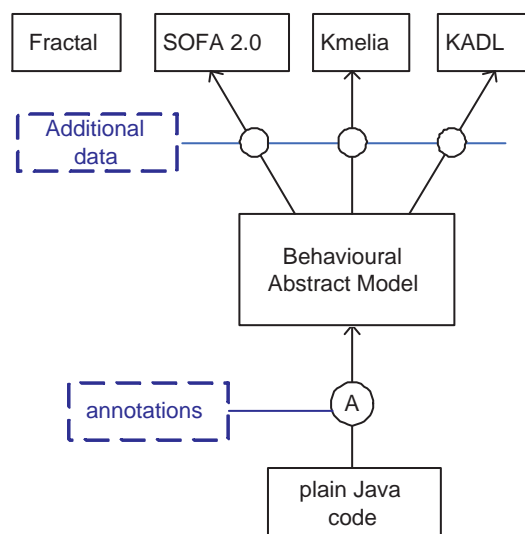 Fractal
SOFA 2.0
Kmelia
KADL
Additional
data
Behavioural
Abstract Model
annotations
A
plain Java
code